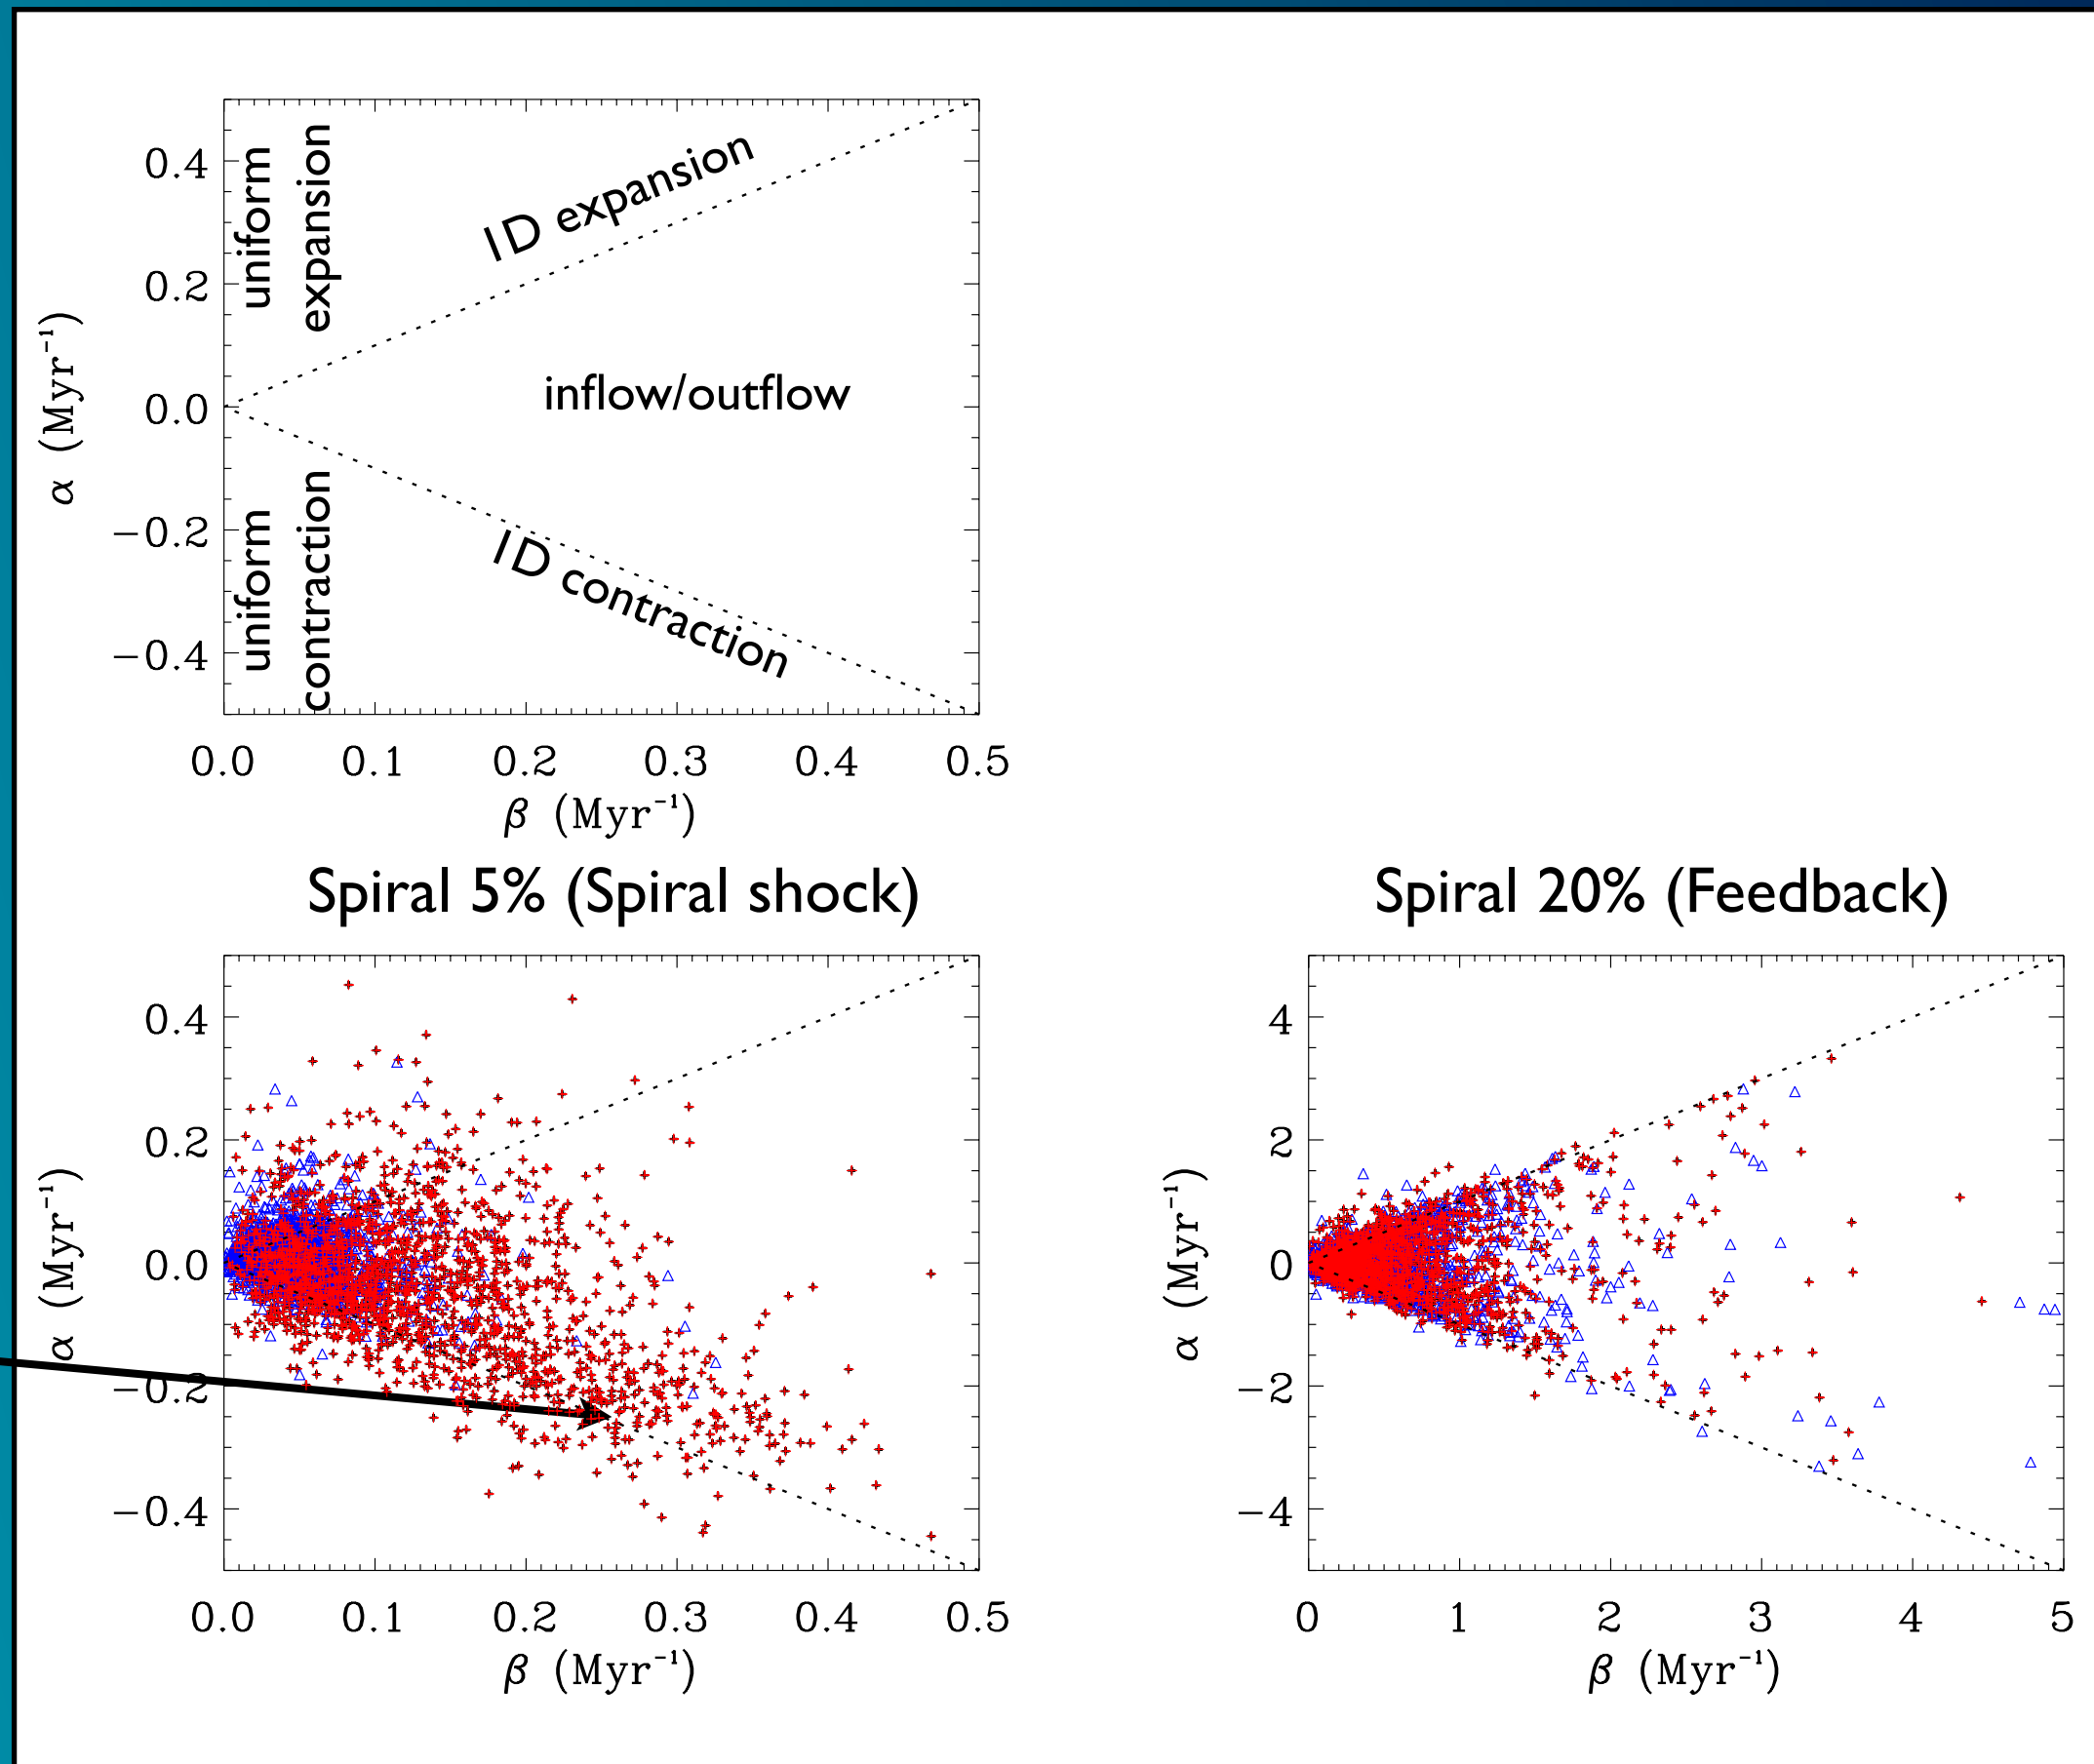 uniform
expansion
1D expansion
inflow/outflow
1D contraction
uniform
contraction
0.4
0.2
0.0
−0.2
−0.4
α (Myr⁻¹)
0.0 0.1 0.2 0.3 0.4 0.5
β (Myr⁻¹)
Spiral 5% (Spiral shock)
0.4
0.2
0.0
−0.2
−0.4
α (Myr⁻¹)
0.0 0.1 0.2 0.3 0.4 0.5
β (Myr⁻¹)
Spiral 20% (Feedback)
4
2
0
−2
−4
α (Myr⁻¹)
0 1 2 3 4 5
β (Myr⁻¹)